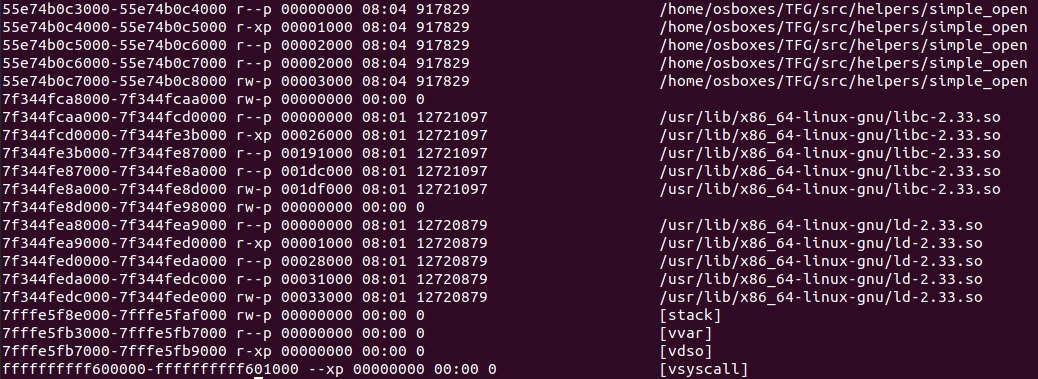 55e74b0c3000-55e74b0c4000 r--p 00000000 08:04 917829 /home/osboxes/TFG/src/helpers/simple_open
55e74b0c4000-55e74b0c5000 r-xp 00001000 08:04 917829 /home/osboxes/TFG/src/helpers/simple_open
55e74b0c5000-55e74b0c6000 r--p 00002000 08:04 917829 /home/osboxes/TFG/src/helpers/simple_open
55e74b0c6000-55e74b0c7000 r--p 00002000 08:04 917829 /home/osboxes/TFG/src/helpers/simple_open
55e74b0c7000-55e74b0c8000 rw-p 00003000 08:04 917829 /home/osboxes/TFG/src/helpers/simple_open
7f344fca8000-7f344fcaa000 rw-p 00000000 00:00 0
7f344fcaa000-7f344fcd0000 r--p 00000000 08:01 12721097 /usr/lib/x86_64-linux-gnu/libc-2.33.so
7f344fcd0000-7f344fe3b000 r-xp 00026000 08:01 12721097 /usr/lib/x86_64-linux-gnu/libc-2.33.so
7f344fe3b000-7f344fe87000 r--p 00191000 08:01 12721097 /usr/lib/x86_64-linux-gnu/libc-2.33.so
7f344fe87000-7f344fe8a000 r--p 001dc000 08:01 12721097 /usr/lib/x86_64-linux-gnu/libc-2.33.so
7f344fe8a000-7f344fe8d000 rw-p 001df000 08:01 12721097 /usr/lib/x86_64-linux-gnu/libc-2.33.so
7f344fe8d000-7f344fe98000 rw-p 00000000 00:00 0
7f344fea8000-7f344fea9000 r--p 00000000 08:01 12720879 /usr/lib/x86_64-linux-gnu/ld-2.33.so
7f344fea9000-7f344fed0000 r-xp 00001000 08:01 12720879 /usr/lib/x86_64-linux-gnu/ld-2.33.so
7f344fed0000-7f344feda000 r--p 00028000 08:01 12720879 /usr/lib/x86_64-linux-gnu/ld-2.33.so
7f344feda000-7f344fedc000 r--p 00031000 08:01 12720879 /usr/lib/x86_64-linux-gnu/ld-2.33.so
7f344fedc000-7f344fede000 rw-p 00033000 08:01 12720879 /usr/lib/x86_64-linux-gnu/ld-2.33.so
7fffe5f8e000-7fffe5faf000 rw-p 00000000 00:00 0 [stack]
7fffe5fb3000-7fffe5fb7000 r--p 00000000 00:00 0 [vvar]
7fffe5fb7000-7fffe5fb9000 r-xp 00000000 00:00 0 [vdso]
ffffffffff600000-ffffffffff601000 --xp 00000000 00:00 0 [vsyscall]